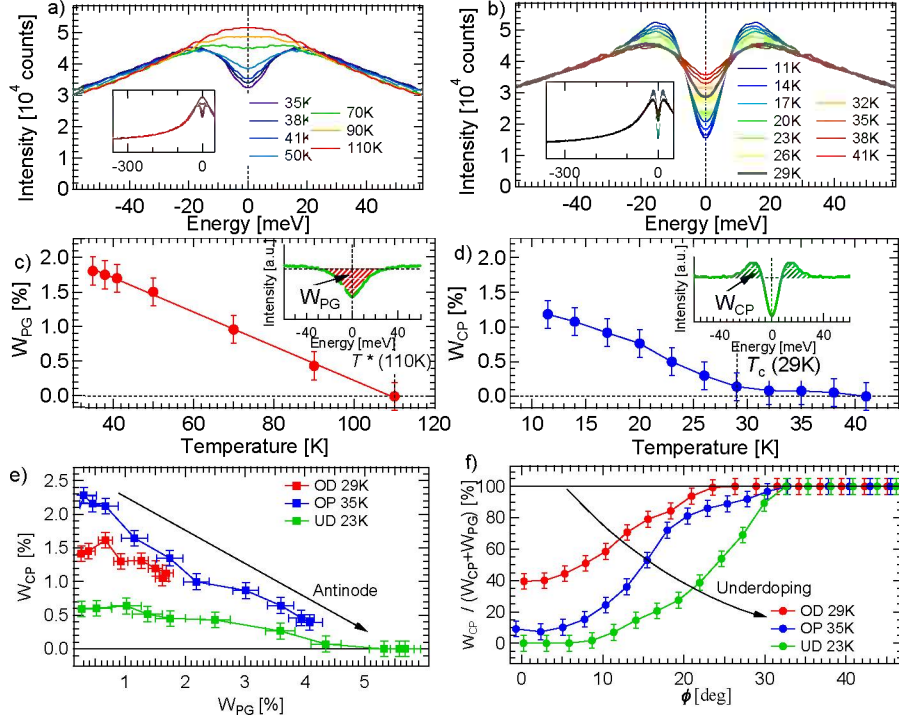 a)
Intensity [10⁴ counts]
5
4
3
2
1
0
-40 -20 0 20 40
Energy [meV]
-300 0
35K
38K
41K
50K
70K
90K
110K
b)
Intensity [10⁴ counts]
5
4
3
2
1
0
-40 -20 0 20 40
Energy [meV]
-300 0
11K
14K
17K
20K
23K
26K
29K
32K
35K
38K
41K
c)
W_PG [%]
2.0
1.5
1.0
0.5
0.0
40 60 80 100 120
Temperature [K]
Intensity [a.u.]
W_PG
-40 0 40
Energy [meV]
T* (110K)
d)
W_CP [%]
2.0
1.5
1.0
0.5
0.0
10 15 20 25 30 35 40
Temperature [K]
Intensity [a.u.]
W_CP
-40 0 40
Energy [meV]
T_c (29K)
e)
W_CP [%]
2.5
2.0
1.5
1.0
0.5
0.0
1 2 3 4 5
W_PG [%]
OD 29K
OP 35K
UD 23K
Antinode
f)
W_CP / (W_CP+W_PG) [%]
100
80
60
40
20
0
0 10 20 30 40
ϕ [deg]
Underdoping
OD 29K
OP 35K
UD 23K